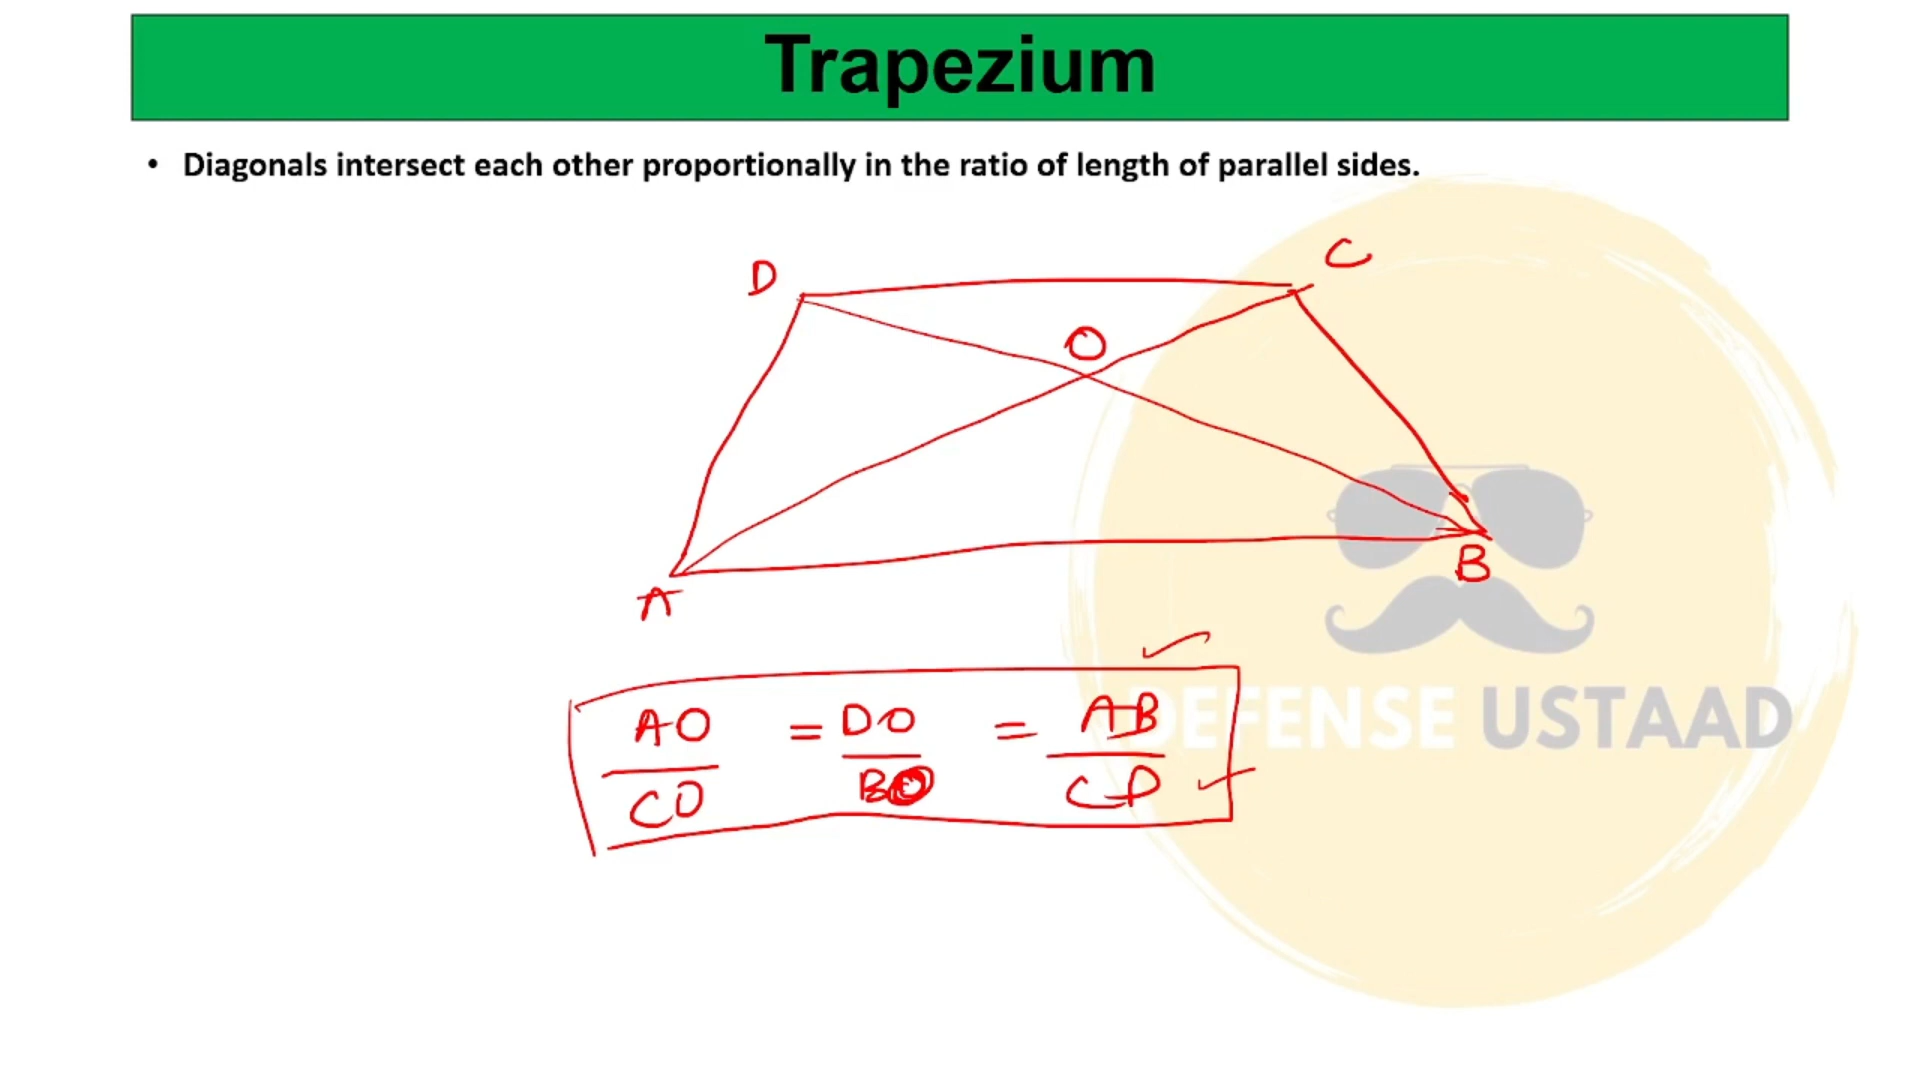 Trapezium
• Diagonals intersect each other proportionally in the ratio of length of parallel sides.
D
C
O
A
B
AO/CO = DO/BO = AB/CD
DEFENSE USTAAD